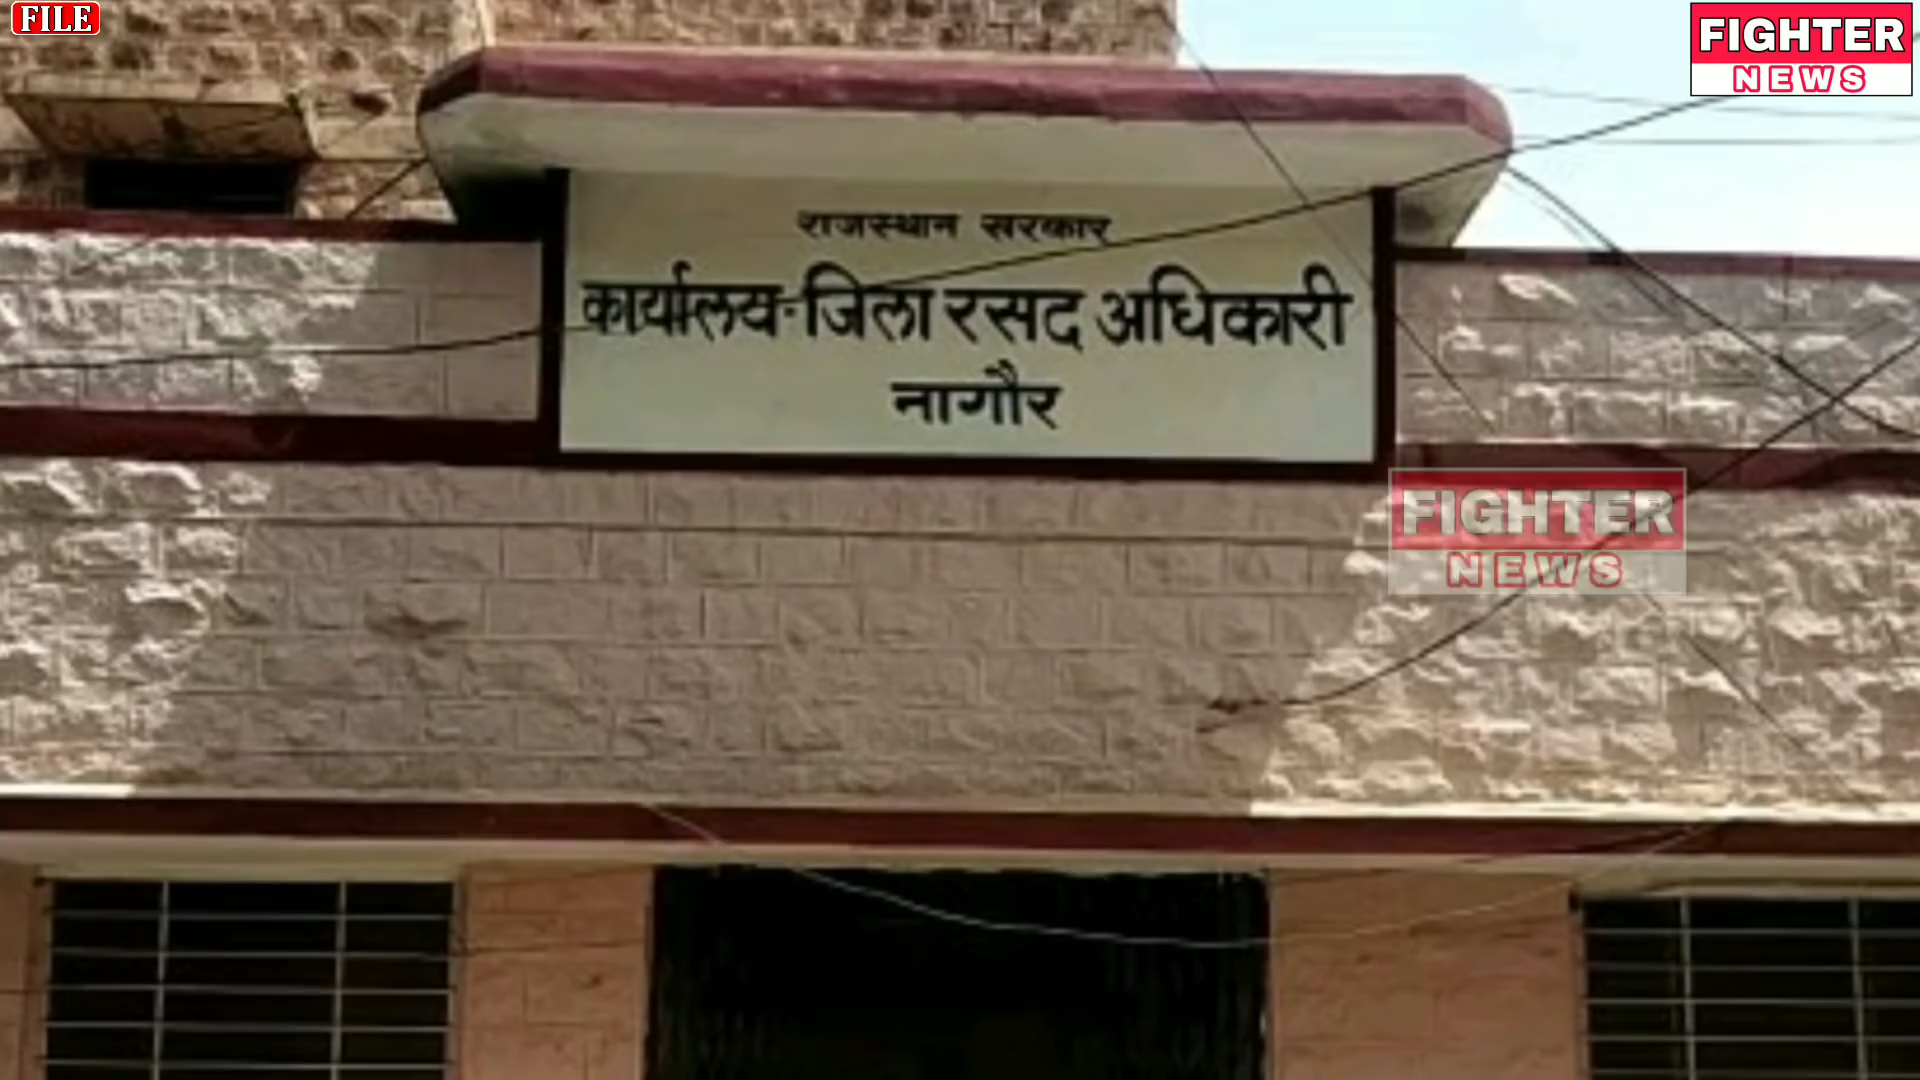 FILE
FIGHTER
NEWS
राजस्थान सरकार
कार्यालय-जिला रसद अधिकारी
नागौर
FIGHTER
NEWS